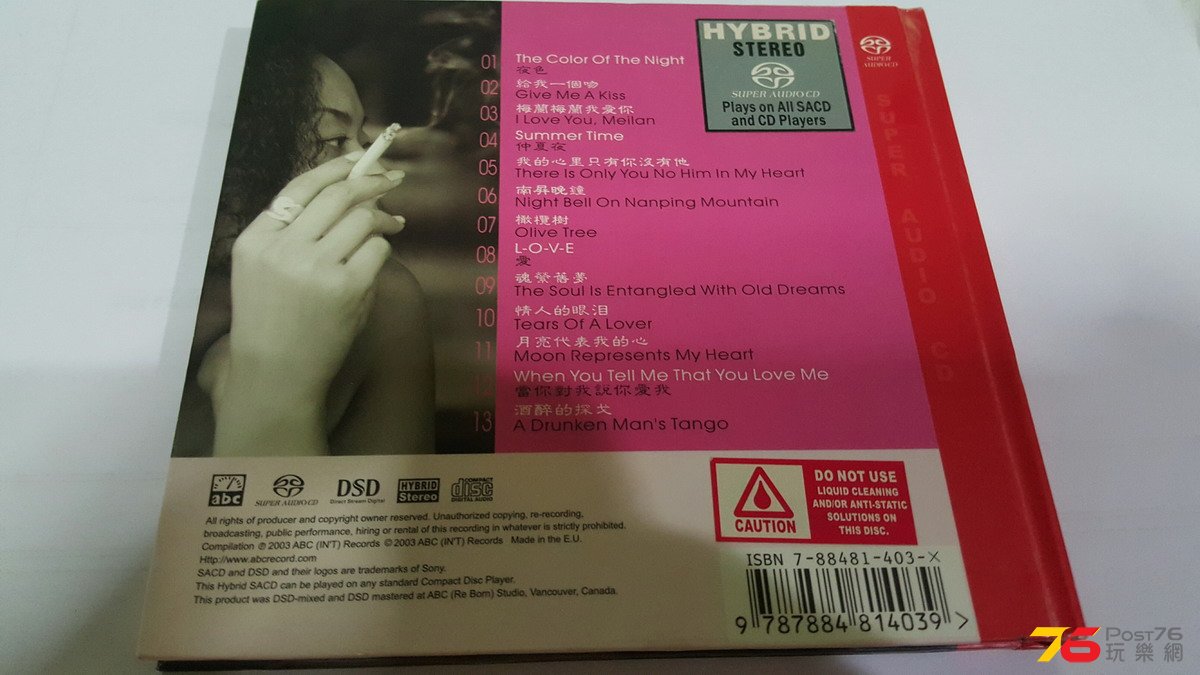 01 The Color Of The Night
夜色
02 給我一個吻
Give Me A Kiss
03 梅蘭梅蘭我愛你
I Love You, Meilan
04 Summer Time
仲夏夜
05 我的心里只有你沒有他
There Is Only You No Him In My Heart
06 南屏晚鐘
Night Bell On Nanping Mountain
07 橄欖樹
Olive Tree
08 L-O-V-E
愛
09 魂縈舊夢
The Soul Is Entangled With Old Dreams
10 情人的眼泪
Tears Of A Lover
11 月亮代表我的心
Moon Represents My Heart
12 When You Tell Me That You Love Me
當你對我說你愛我
13 酒醉的探戈
A Drunken Man's Tango
HYBRID
STEREO
SUPER AUDIO CD
Plays on All SACD
and CD Players
SUPER
AUDIO CD
SUPER AUDIO CD
abc
SUPER AUDIO CD
DSD
Direct Stream Digital
HYBRID
Stereo
COMPACT
disc
DIGITAL AUDIO
All rights of producer and copyright owner reserved. Unauthorized copying, re-recording,
broadcasting, public performance, hiring or rental of this recording in whatever is strictly prohibited.
Compilation ℗ 2003 ABC (IN'T) Records © 2003 ABC (IN'T) Records Made in the E.U.
Http://www.abcrecord.com
SACD and DSD and their logos are trademarks of Sony.
This Hybrid SACD can be played on any standard Compact Disc Player.
This product was DSD-mixed and DSD mastered at ABC (Re Born) Studio, Vancouver, Canada.
CAUTION
DO NOT USE
LIQUID CLEANING
AND/OR ANTI-STATIC
SOLUTIONS ON
THIS DISC.
ISBN 7-88481-403-X
9 787884 814039 >
76 Post76
玩樂網